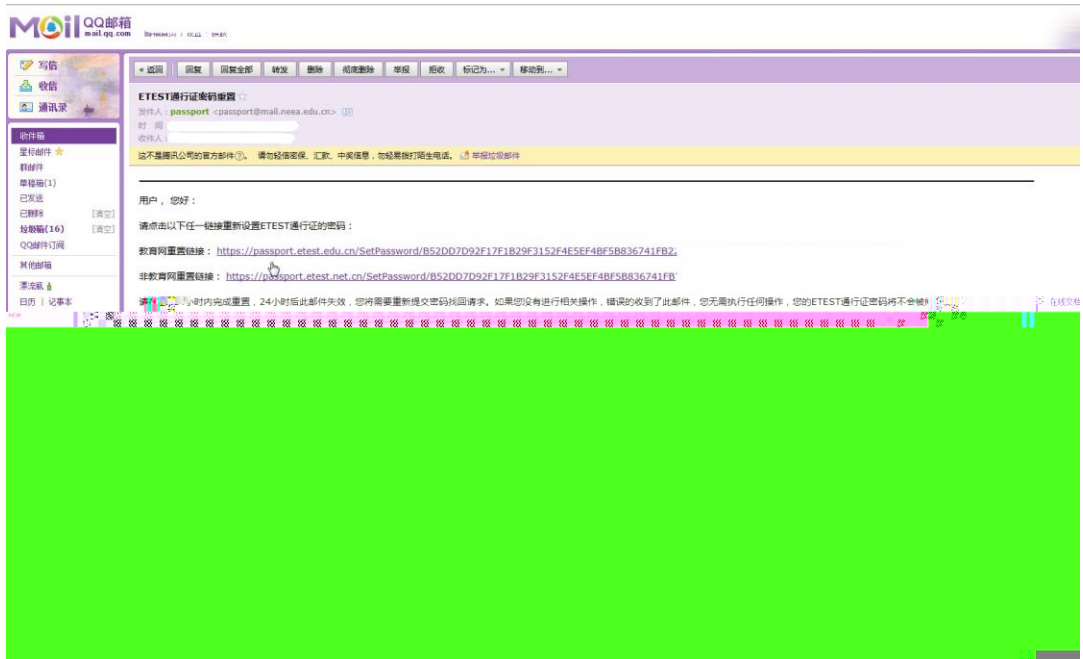 Mail QQ邮箱
mail.qq.com
写信
收信
通讯录
收件箱
星标邮件
群邮件
草稿箱(1)
已发送
已删除 [清空]
垃圾箱(16) [清空]
QQ邮件订阅
其他邮箱
漂流瓶
日历 | 记事本
« 返回 回复 回复全部 转发 删除 彻底删除 举报 拒收 标记为... 移动到...
ETEST通行证密码重置
发件人：passport <passport@mail.neea.edu.cn>
时 间
收件人：
这不是腾讯公司的官方邮件。 请勿轻信密保、汇款、中奖信息，勿轻易拨打陌生电话。 举报垃圾邮件
用户，您好：
请点击以下任一链接重新设置ETEST通行证的密码：
教育网重置链接： https://passport.etest.edu.cn/SetPassword/B52DD7D92F17F1B29F3152F4E5EF4BF5B836741FB2
非教育网重置链接： https://passport.etest.net.cn/SetPassword/B52DD7D92F17F1B29F3152F4E5EF4BF5B836741FB
请 小时内完成重置，24小时后此邮件失效，您将需要重新提交密码找回请求。如果您没有进行相关操作，错误的收到了此邮件，您无需执行任何操作，您的ETEST通行证密码将不会被
在线文档